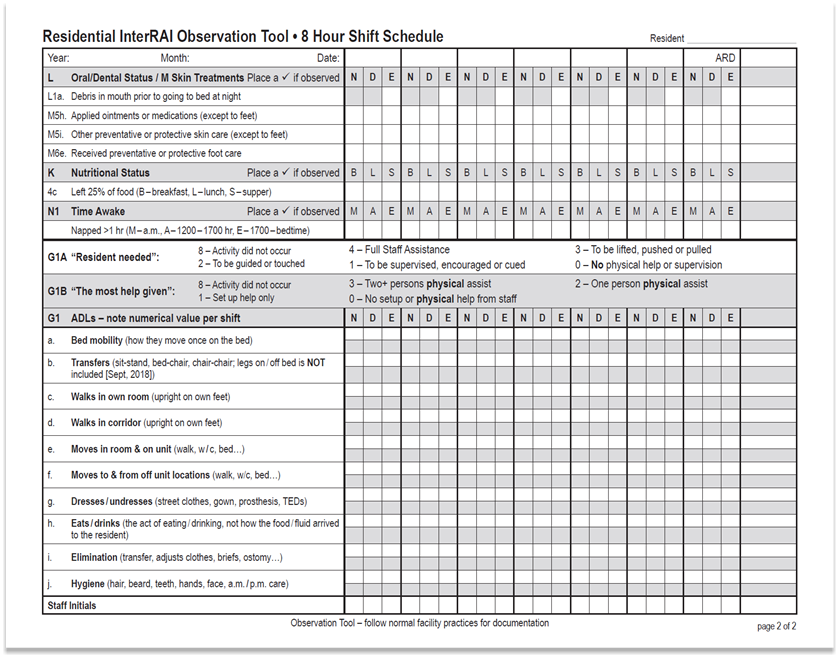 Residential InterRAI Observation Tool • 8 Hour Shift Schedule Resident
Year: Month: Date: ARD
L Oral/Dental Status / M Skin Treatments Place a ✓ if observed N D E N D E N D E N D E N D E N D E N D E
L1a. Debris in mouth prior to going to bed at night
M5h. Applied ointments or medications (except to feet)
M5i. Other preventative or protective skin care (except to feet)
M6e. Received preventative or protective foot care
K Nutritional Status Place a ✓ if observed B L S B L S B L S B L S B L S B L S B L S
4c Left 25% of food (B – breakfast, L – lunch, S – supper)
N1 Time Awake Place a ✓ if observed M A E M A E M A E M A E M A E M A E M A E
Napped >1 hr (M – a.m., A – 1200 – 1700 hr, E – 1700 – bedtime)
G1A “Resident needed”: 8 – Activity did not occur 4 – Full Staff Assistance 3 – To be lifted, pushed or pulled
2 – To be guided or touched 1 – To be supervised, encouraged or cued 0 – No physical help or supervision
G1B “The most help given”: 8 – Activity did not occur 3 – Two+ persons physical assist 2 – One person physical assist
1 – Set up help only 0 – No setup or physical help from staff
G1 ADLs – note numerical value per shift N D E N D E N D E N D E N D E N D E N D E
a. Bed mobility (how they move once on the bed)
b. Transfers (sit-stand, bed-chair, chair-chair; legs on / off bed is NOT
included [Sept, 2018])
c. Walks in own room (upright on own feet)
d. Walks in corridor (upright on own feet)
e. Moves in room & on unit (walk, w / c, bed…)
f. Moves to & from off unit locations (walk, w/c, bed…)
g. Dresses / undresses (street clothes, gown, prosthesis, TEDs)
h. Eats / drinks (the act of eating / drinking, not how the food / fluid arrived
to the resident)
i. Elimination (transfer, adjusts clothes, briefs, ostomy…)
j. Hygiene (hair, beard, teeth, hands, face, a.m. / p.m. care)
Staff Initials
Observation Tool – follow normal facility practices for documentation
page 2 of 2